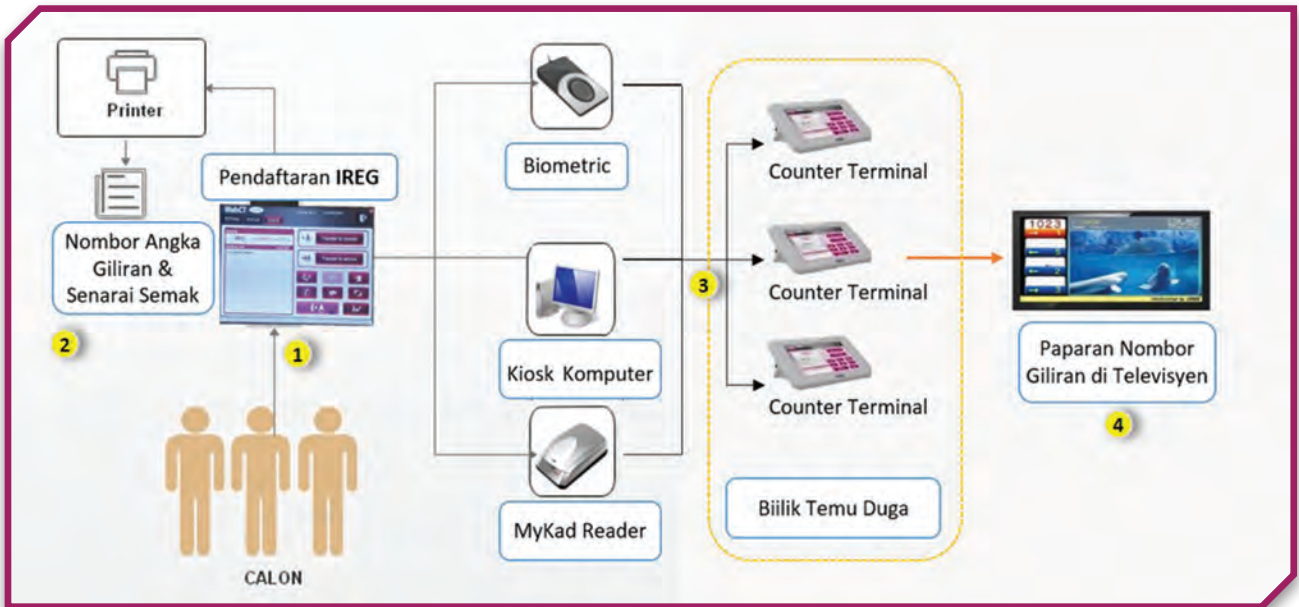 Printer
Pendaftaran IREG
Nombor Angka
Giliran &
Senarai Semak
2
1
CALON
Biometric
Kiosk Komputer
MyKad Reader
3
Counter Terminal
Counter Terminal
Counter Terminal
Biilik Temu Duga
1023
Paparan Nombor
Giliran di Televisyen
4